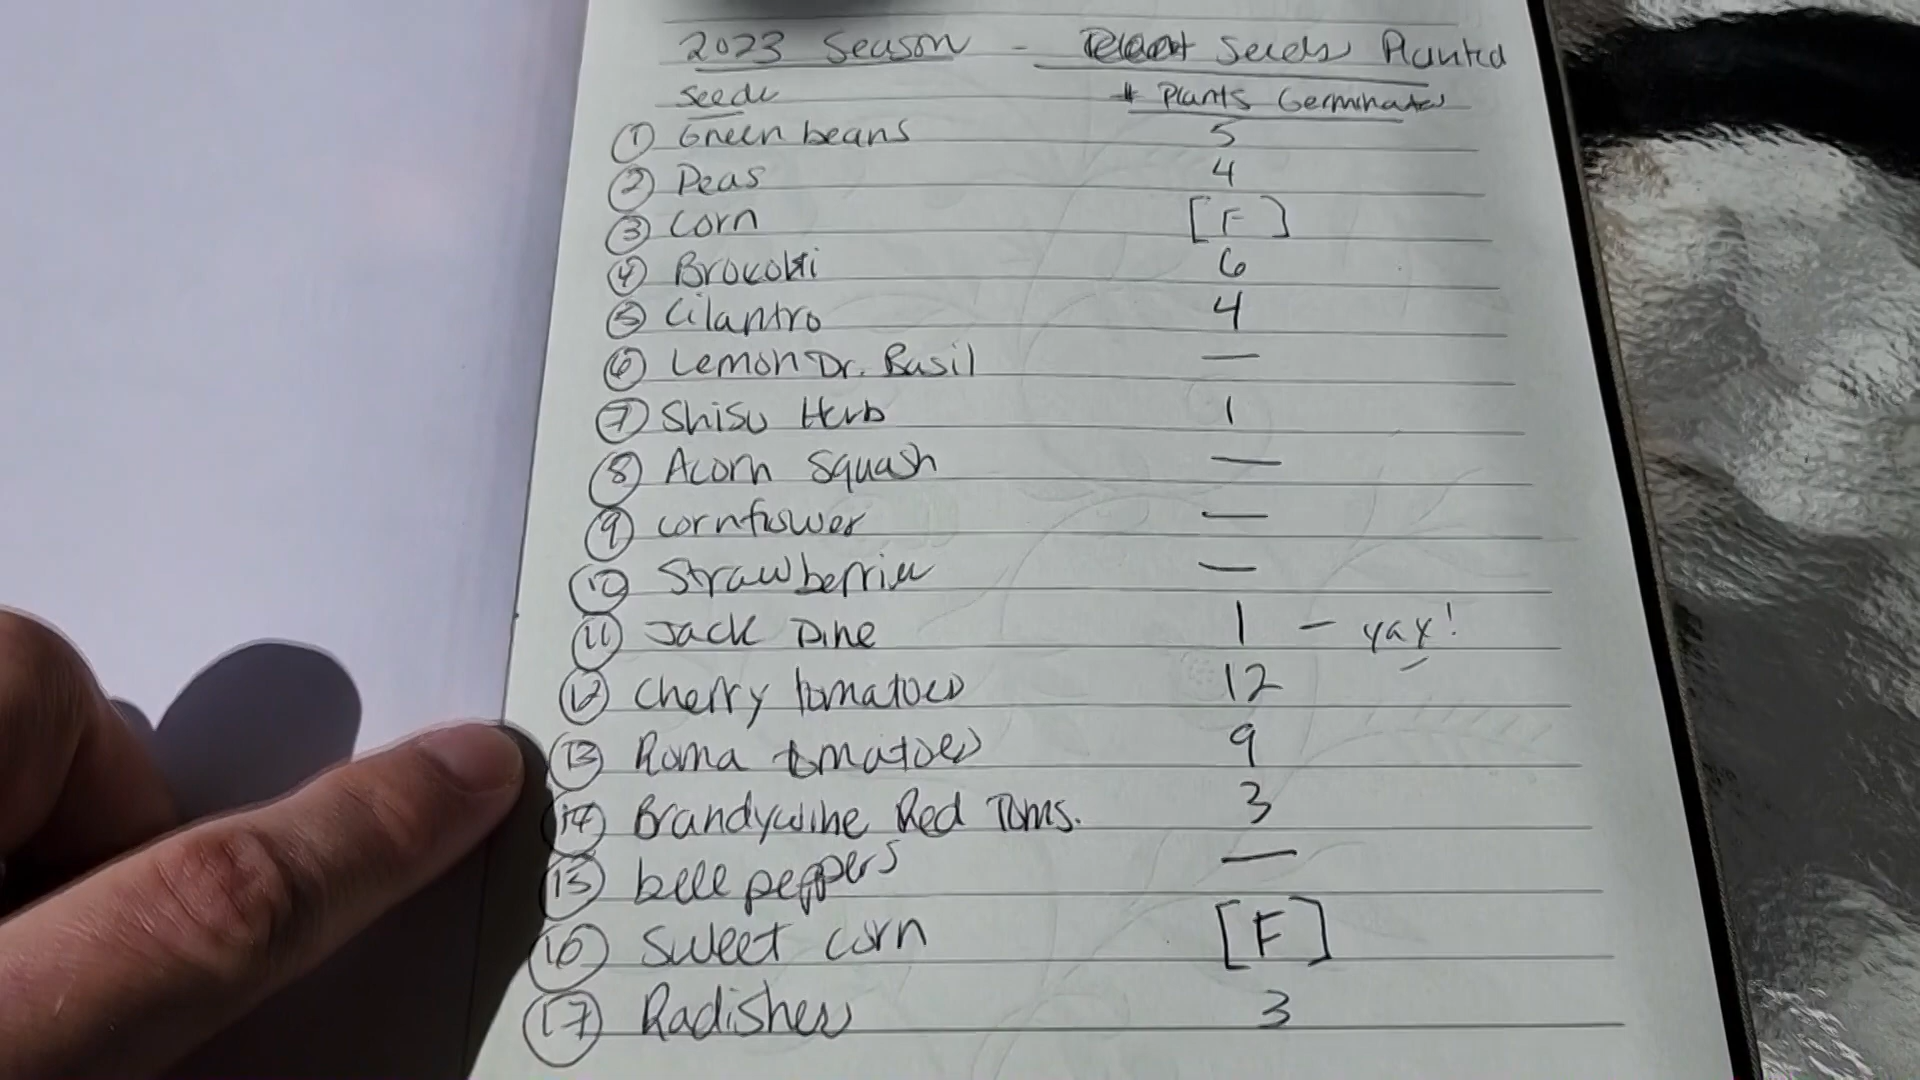 2023 Season - Seeds Planted
Seeds # Plants Germinated
① Green beans 5
② Peas 4
③ Corn [F]
④ Brocolli 6
⑤ Cilantro 4
⑥ Lemon Dr. Basil —
⑦ Shiso Herb 1
⑧ Acorn Squash —
⑨ cornflower —
⑩ Strawberries —
⑪ Jack Pine 1 - yay!
⑫ Cherry tomatoes 12
⑬ Roma tomatoes 9
⑭ Brandywine Red Toms. 3
⑮ bell peppers —
⑯ Sweet corn [F]
⑰ Radishes 3